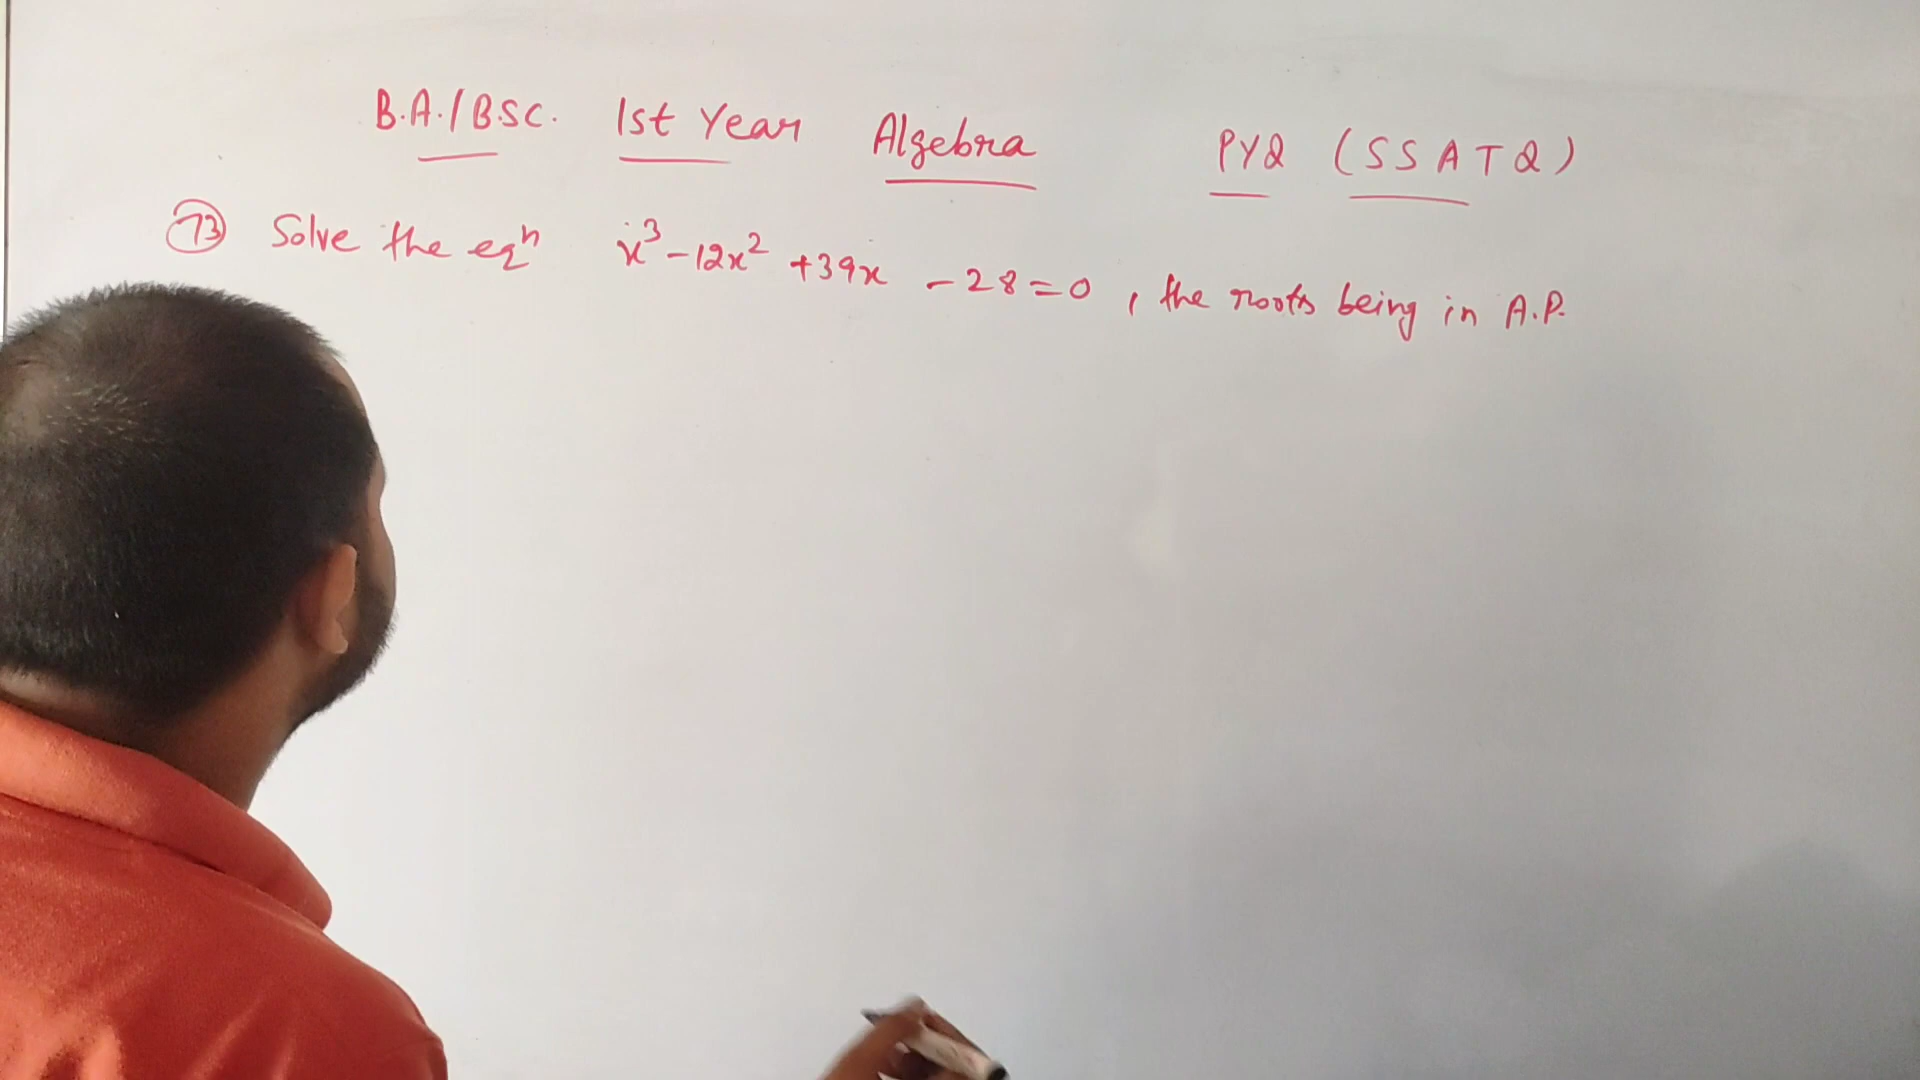 B.A./B.SC. 1st Year Algebra PYQ (SSATQ)
73 Solve the eqⁿ x³-12x²+39x-28=0, the roots being in A.P.